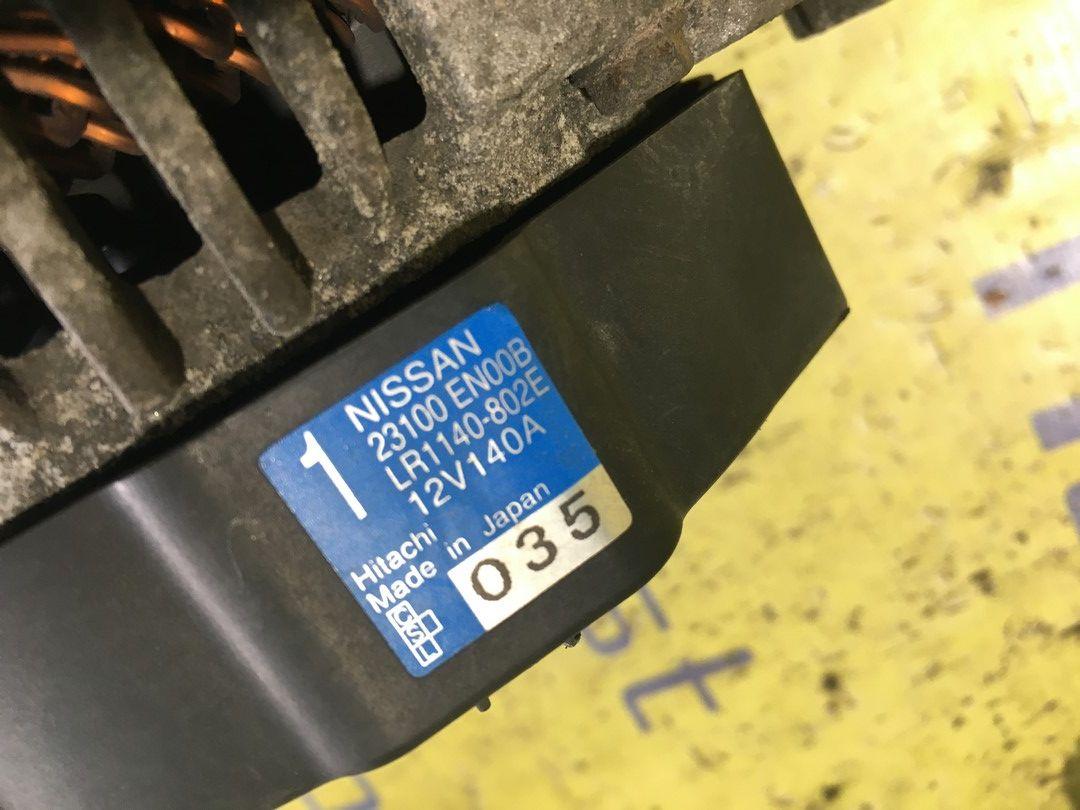 1
NISSAN
23100 EN00B
LR1140-802E
12V140A
Hitachi
Made in Japan
035